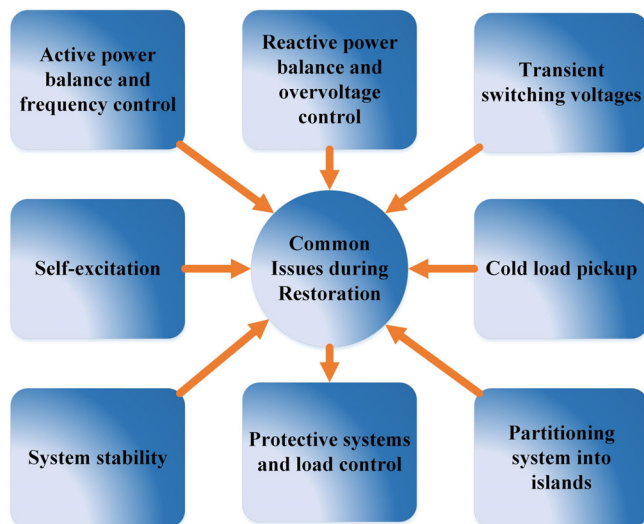 Active power
balance and
frequency control
Reactive power
balance and
overvoltage
control
Transient
switching voltages
Self-excitation
Common
Issues during
Restoration
Cold load pickup
System stability
Protective systems
and load control
Partitioning
system into
islands